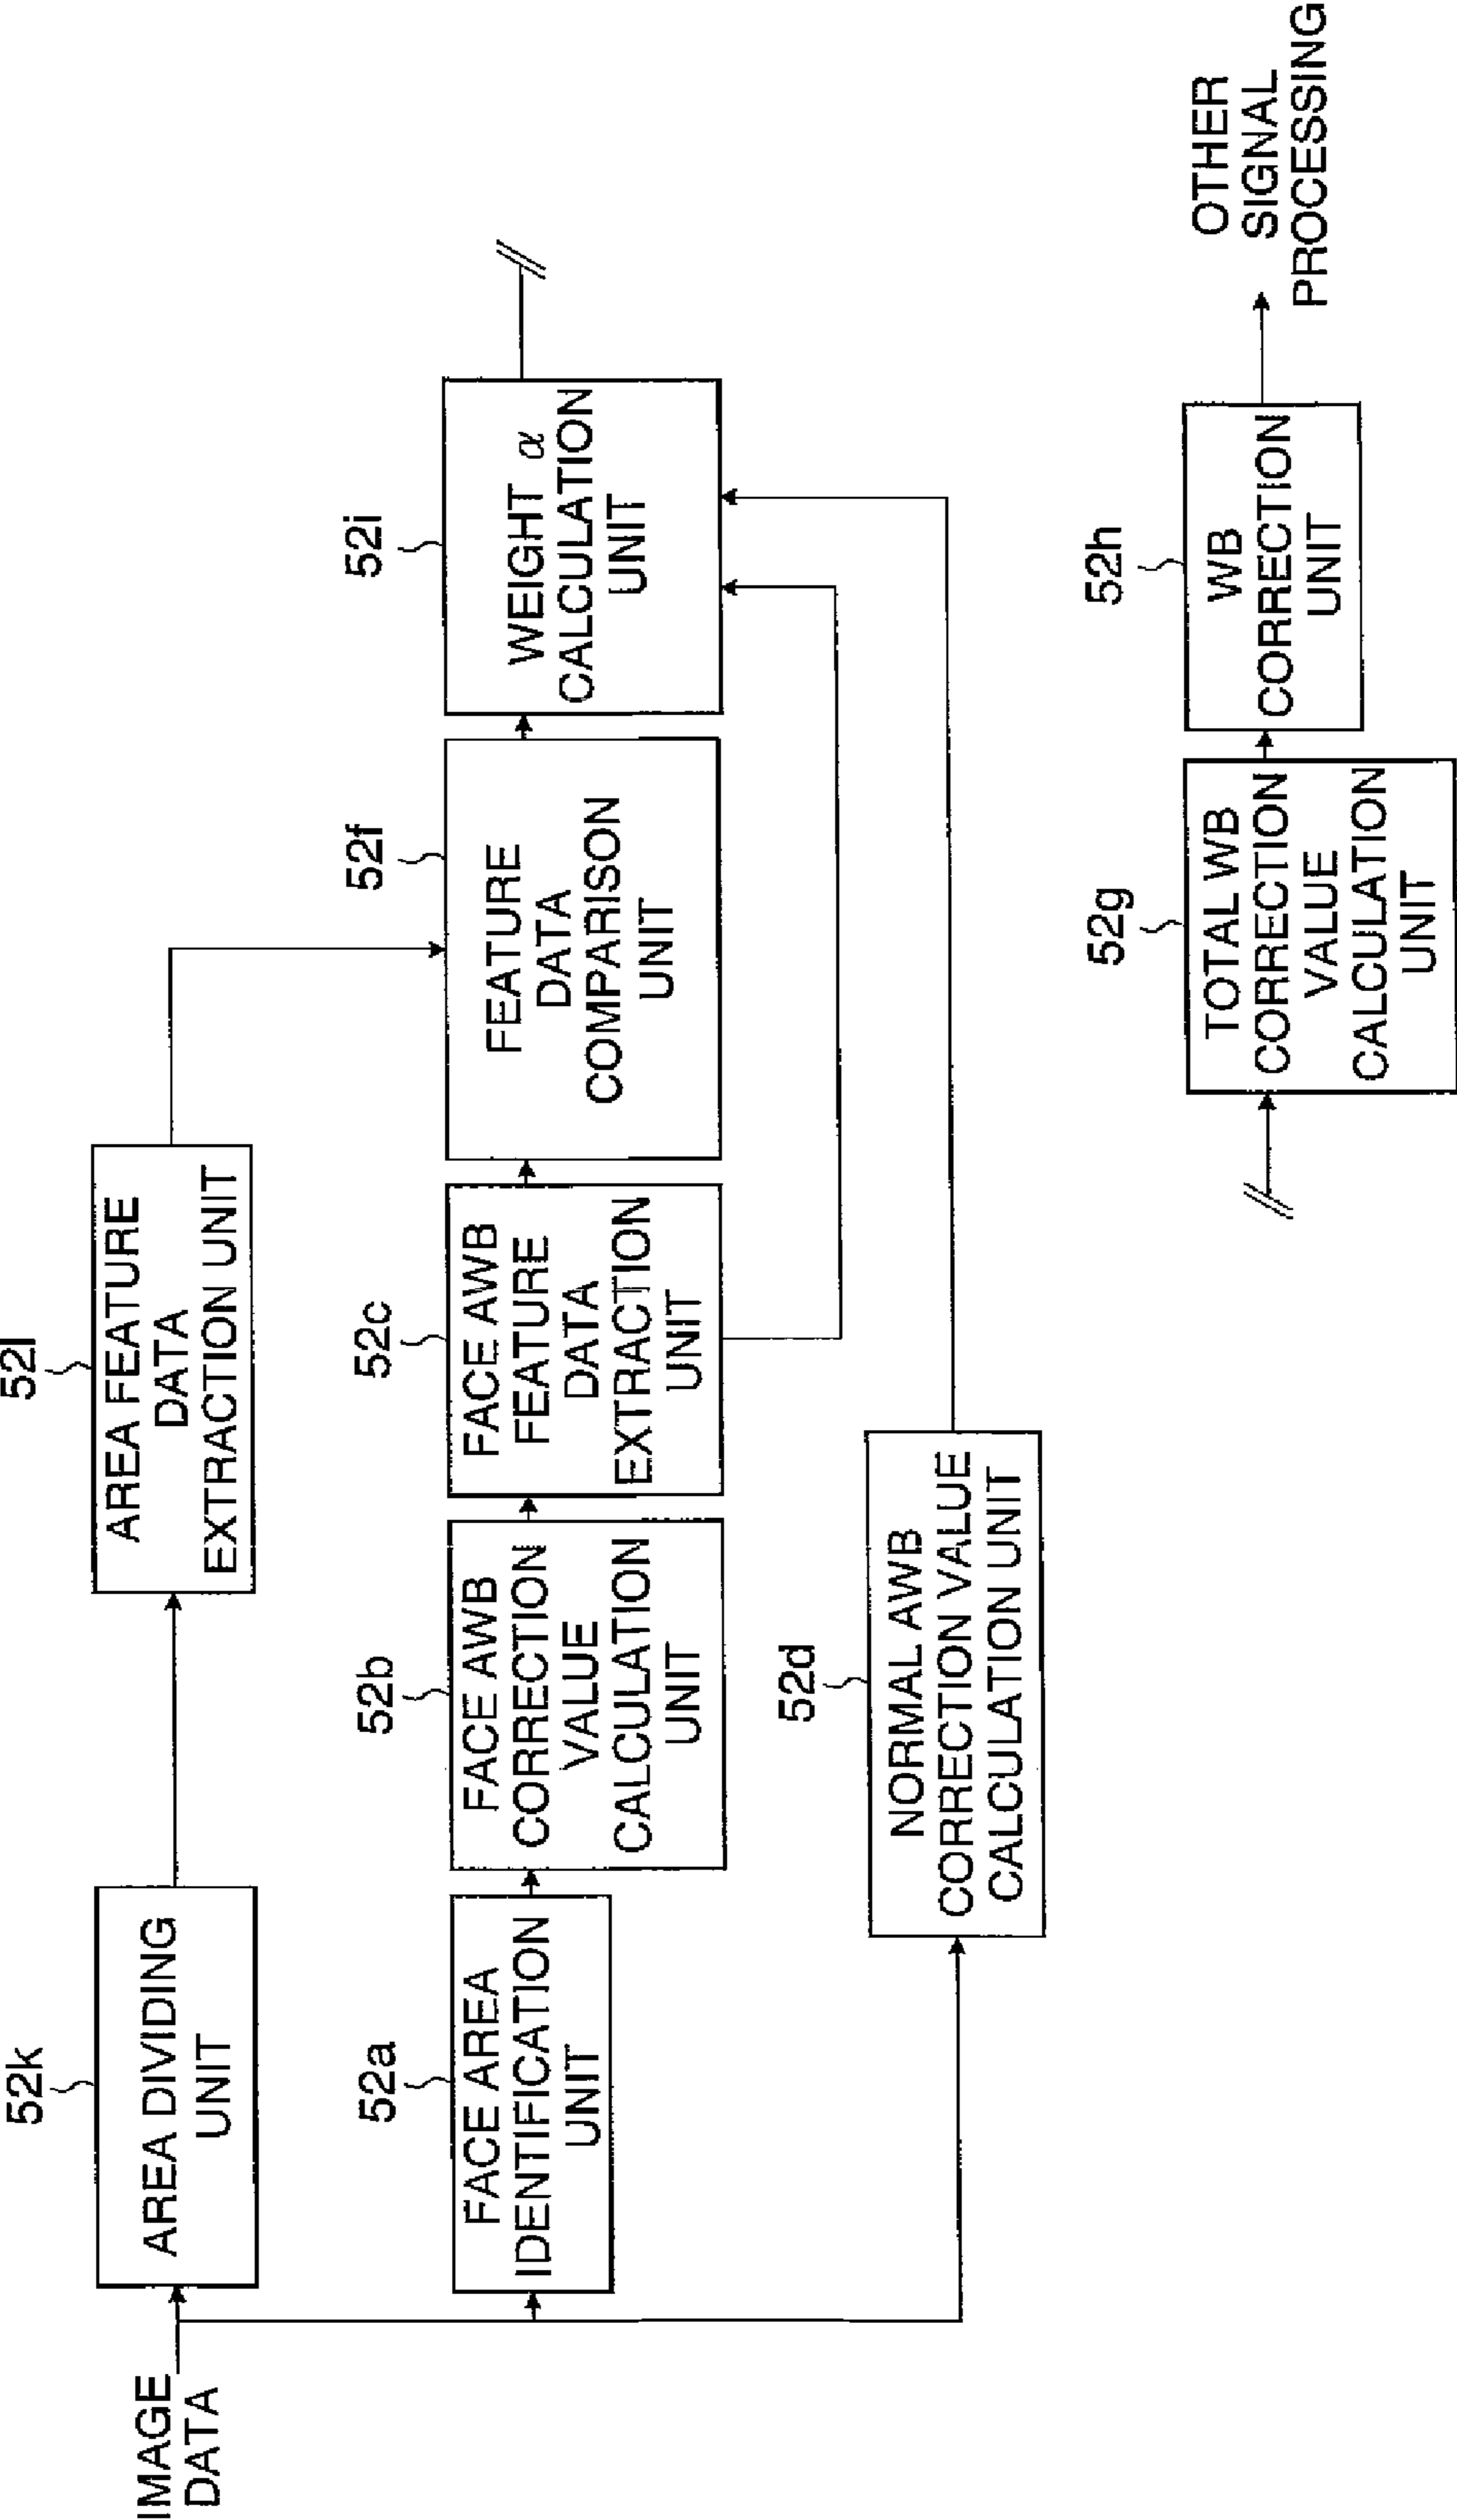 IMAGE
DATA
52k
AREA DIVIDING
UNIT
52l
AREA FEATURE
DATA
EXTRACTION UNIT
52a
FACE AREA
IDENTIFICATION
UNIT
52b
FACE AWB
CORRECTION
VALUE
CALCULATION
UNIT
52c
FACE AWB
FEATURE
DATA
EXTRACTION
UNIT
52f
FEATURE
DATA
COMPARISON
UNIT
52i
WEIGHT α
CALCULATION
UNIT
52d
NORMAL AWB
CORRECTION VALUE
CALCULATION UNIT
52g
TOTAL WB
CORRECTION
VALUE
CALCULATION
UNIT
52h
WB
CORRECTION
UNIT
OTHER
SIGNAL
PROCESSING